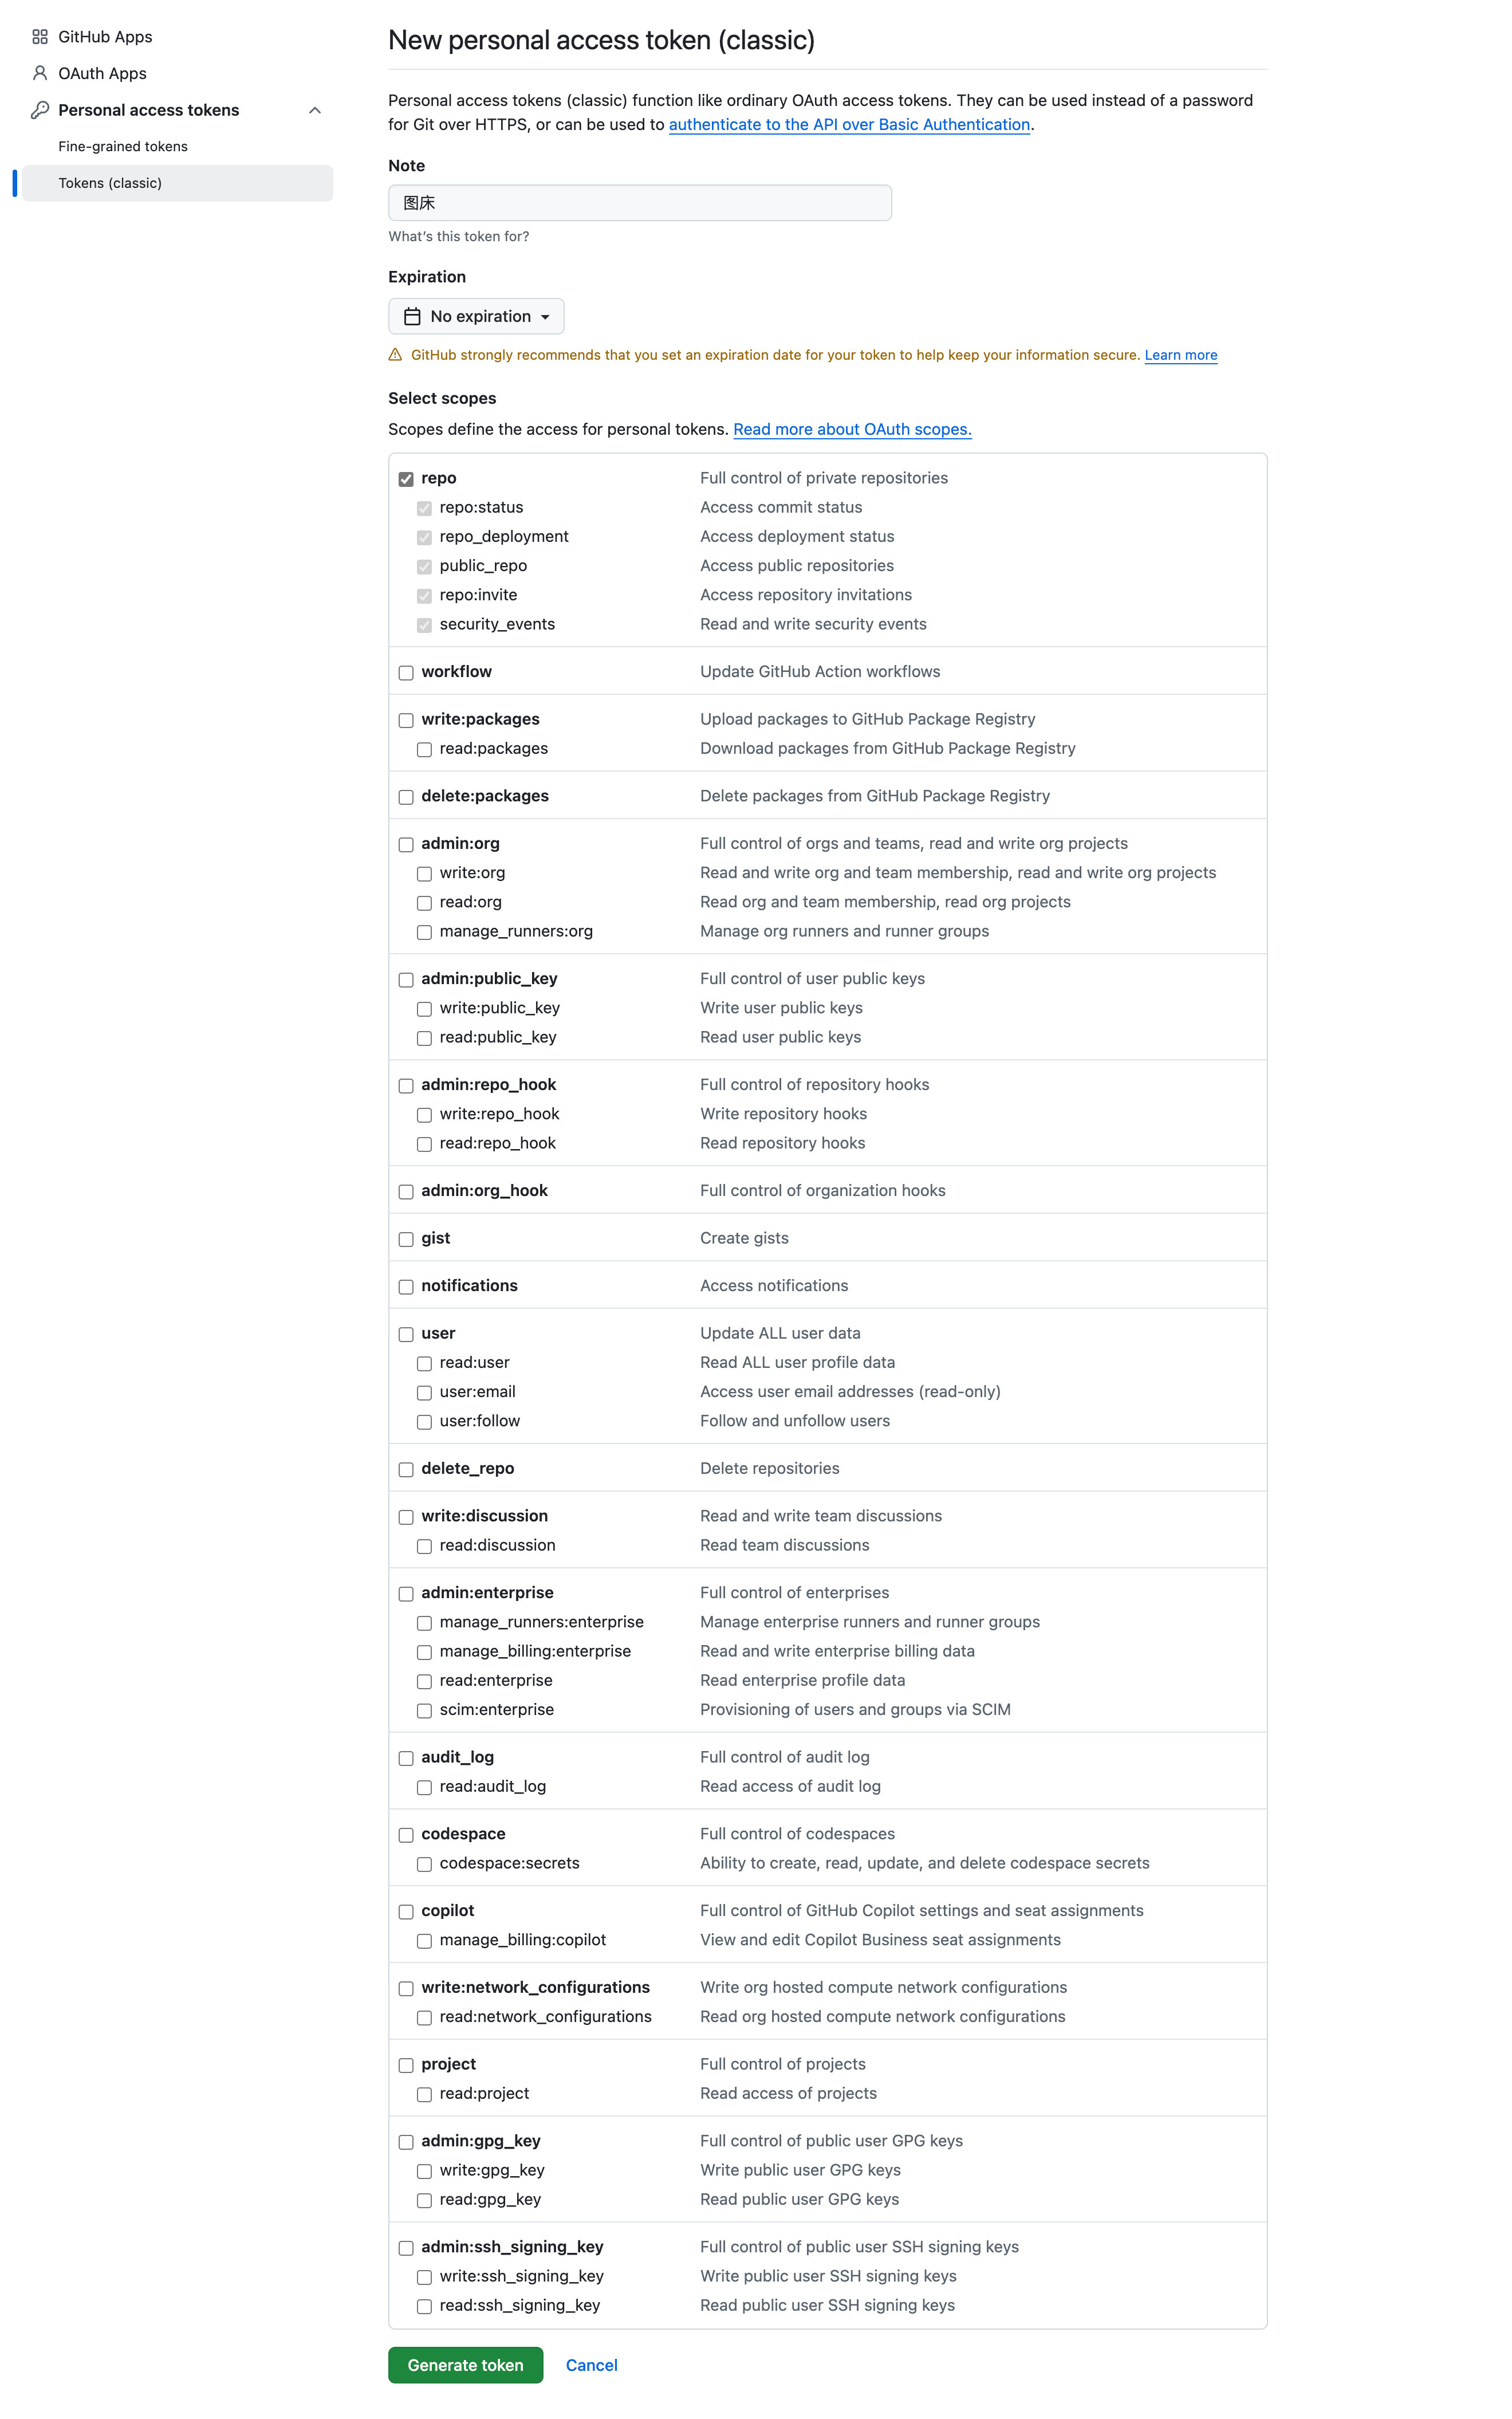 GitHub Apps
OAuth Apps
Personal access tokens
Fine-grained tokens
Tokens (classic)
New personal access token (classic)
Personal access tokens (classic) function like ordinary OAuth access tokens. They can be used instead of a password
for Git over HTTPS, or can be used to authenticate to the API over Basic Authentication.
Note
图床
What's this token for?
Expiration
No expiration
GitHub strongly recommends that you set an expiration date for your token to help keep your information secure. Learn more
Select scopes
Scopes define the access for personal tokens. Read more about OAuth scopes.
repo Full control of private repositories
repo:status Access commit status
repo_deployment Access deployment status
public_repo Access public repositories
repo:invite Access repository invitations
security_events Read and write security events
workflow Update GitHub Action workflows
write:packages Upload packages to GitHub Package Registry
read:packages Download packages from GitHub Package Registry
delete:packages Delete packages from GitHub Package Registry
admin:org Full control of orgs and teams, read and write org projects
write:org Read and write org and team membership, read and write org projects
read:org Read org and team membership, read org projects
manage_runners:org Manage org runners and runner groups
admin:public_key Full control of user public keys
write:public_key Write user public keys
read:public_key Read user public keys
admin:repo_hook Full control of repository hooks
write:repo_hook Write repository hooks
read:repo_hook Read repository hooks
admin:org_hook Full control of organization hooks
gist Create gists
notifications Access notifications
user Update ALL user data
read:user Read ALL user profile data
user:email Access user email addresses (read-only)
user:follow Follow and unfollow users
delete_repo Delete repositories
write:discussion Read and write team discussions
read:discussion Read team discussions
admin:enterprise Full control of enterprises
manage_runners:enterprise Manage enterprise runners and runner groups
manage_billing:enterprise Read and write enterprise billing data
read:enterprise Read enterprise profile data
scim:enterprise Provisioning of users and groups via SCIM
audit_log Full control of audit log
read:audit_log Read access of audit log
codespace Full control of codespaces
codespace:secrets Ability to create, read, update, and delete codespace secrets
copilot Full control of GitHub Copilot settings and seat assignments
manage_billing:copilot View and edit Copilot Business seat assignments
write:network_configurations Write org hosted compute network configurations
read:network_configurations Read org hosted compute network configurations
project Full control of projects
read:project Read access of projects
admin:gpg_key Full control of public user GPG keys
write:gpg_key Write public user GPG keys
read:gpg_key Read public user GPG keys
admin:ssh_signing_key Full control of public user SSH signing keys
write:ssh_signing_key Write public user SSH signing keys
read:ssh_signing_key Read public user SSH signing keys
Generate token Cancel